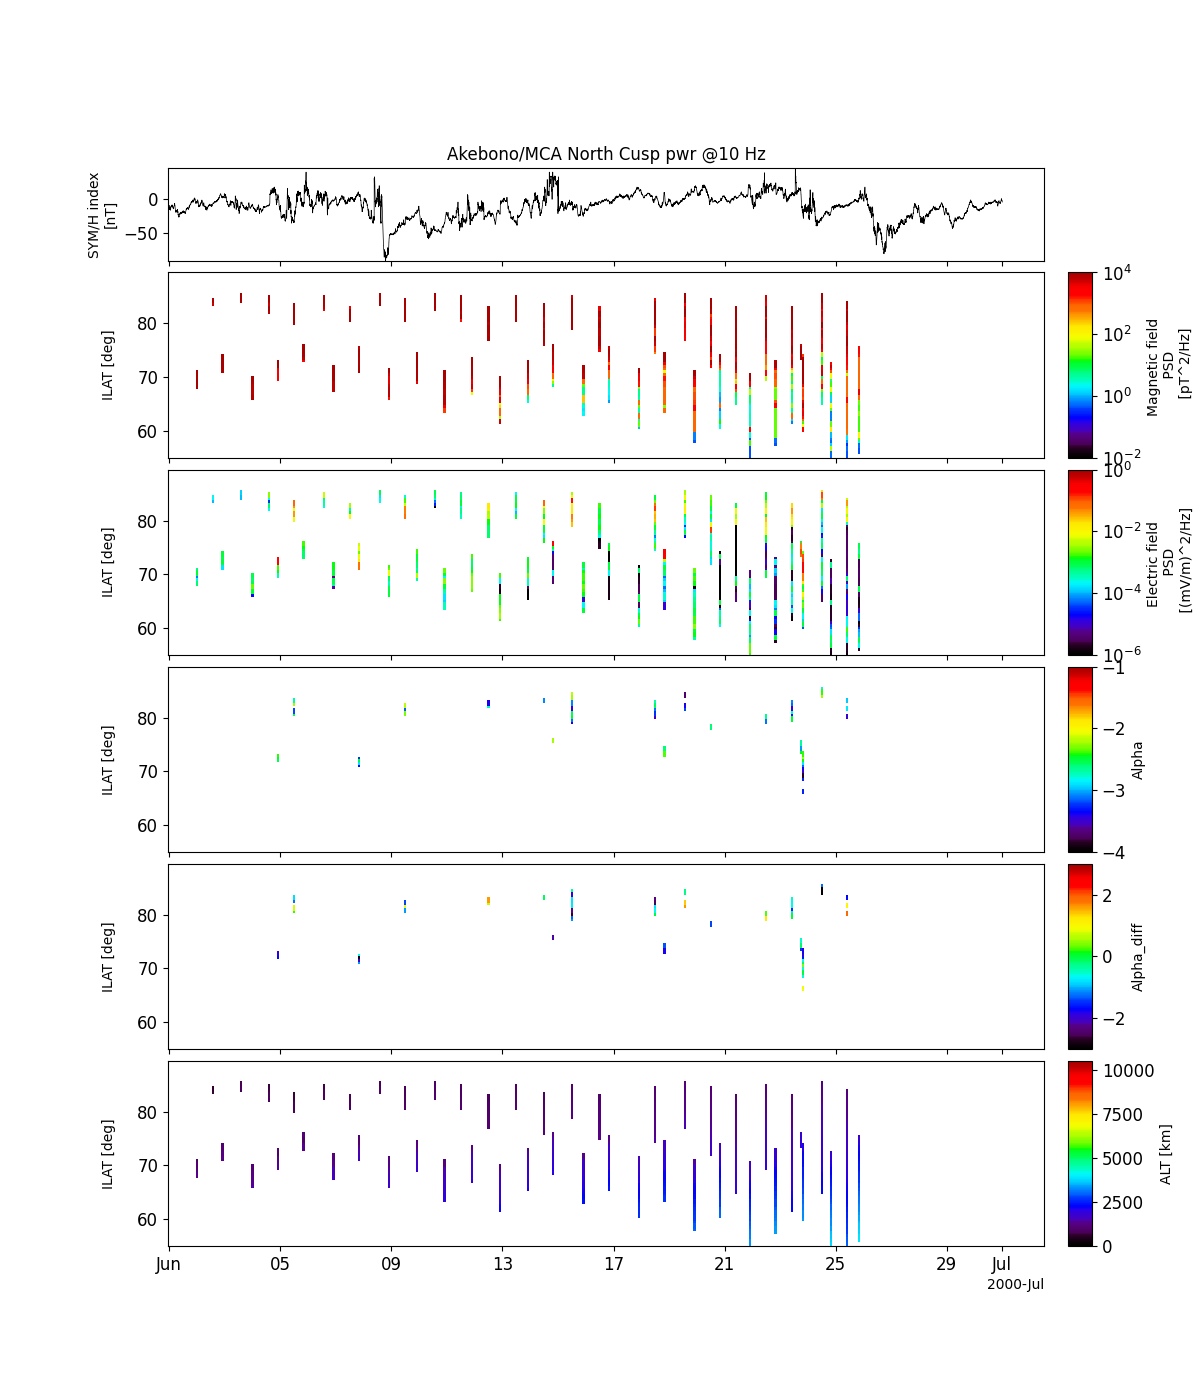 Akebono/MCA North Cusp pwr @10 Hz
SYM/H index
[nT]
0
−50
ILAT [deg]
80
70
60
10^4
10^2
10^0
10^−2
Magnetic field
PSD
[pT^2/Hz]
ILAT [deg]
80
70
60
10^0
10^−2
10^−4
10^−6
Electric field
PSD
[(mV/m)^2/Hz]
ILAT [deg]
80
70
60
−1
−2
−3
−4
Alpha
ILAT [deg]
80
70
60
2
0
−2
Alpha_diff
ILAT [deg]
80
70
60
10000
7500
5000
2500
0
ALT [km]
Jun 05 09 13 17 21 25 29 Jul
2000-Jul